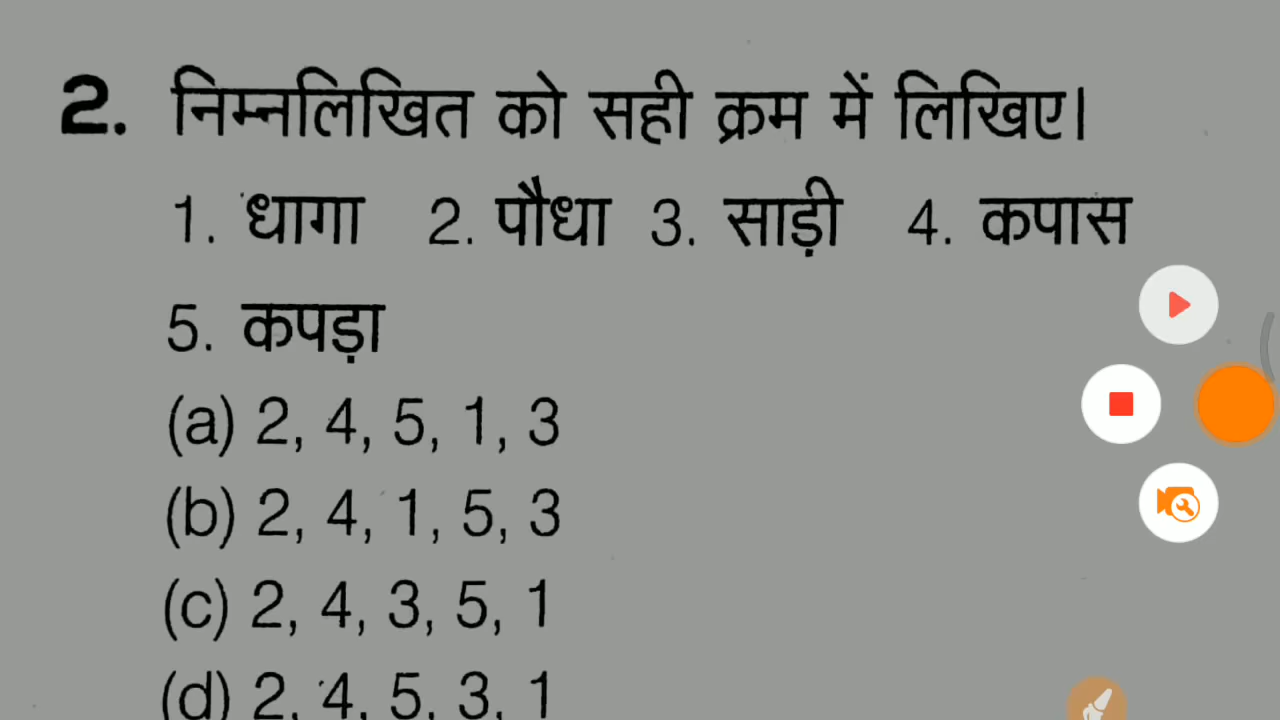 2. निम्नलिखित को सही क्रम में लिखिए।
1. धागा 2. पौधा 3. साड़ी 4. कपास
5. कपड़ा
(a) 2, 4, 5, 1, 3
(b) 2, 4, 1, 5, 3
(c) 2, 4, 3, 5, 1
(d) 2, 4, 5, 3, 1